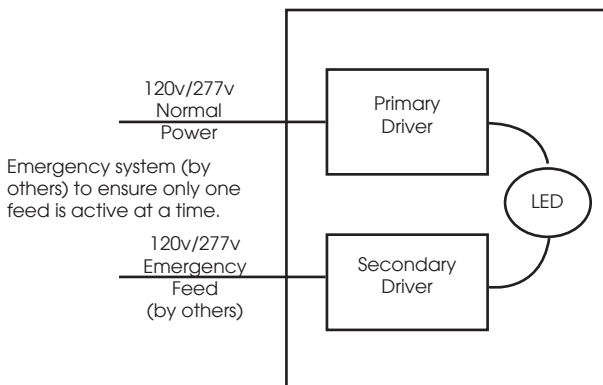 120v/277v
Normal
Power
Primary
Driver
Emergency system (by
others) to ensure only one
feed is active at a time.
LED
120v/277v
Emergency
Feed
(by others)
Secondary
Driver